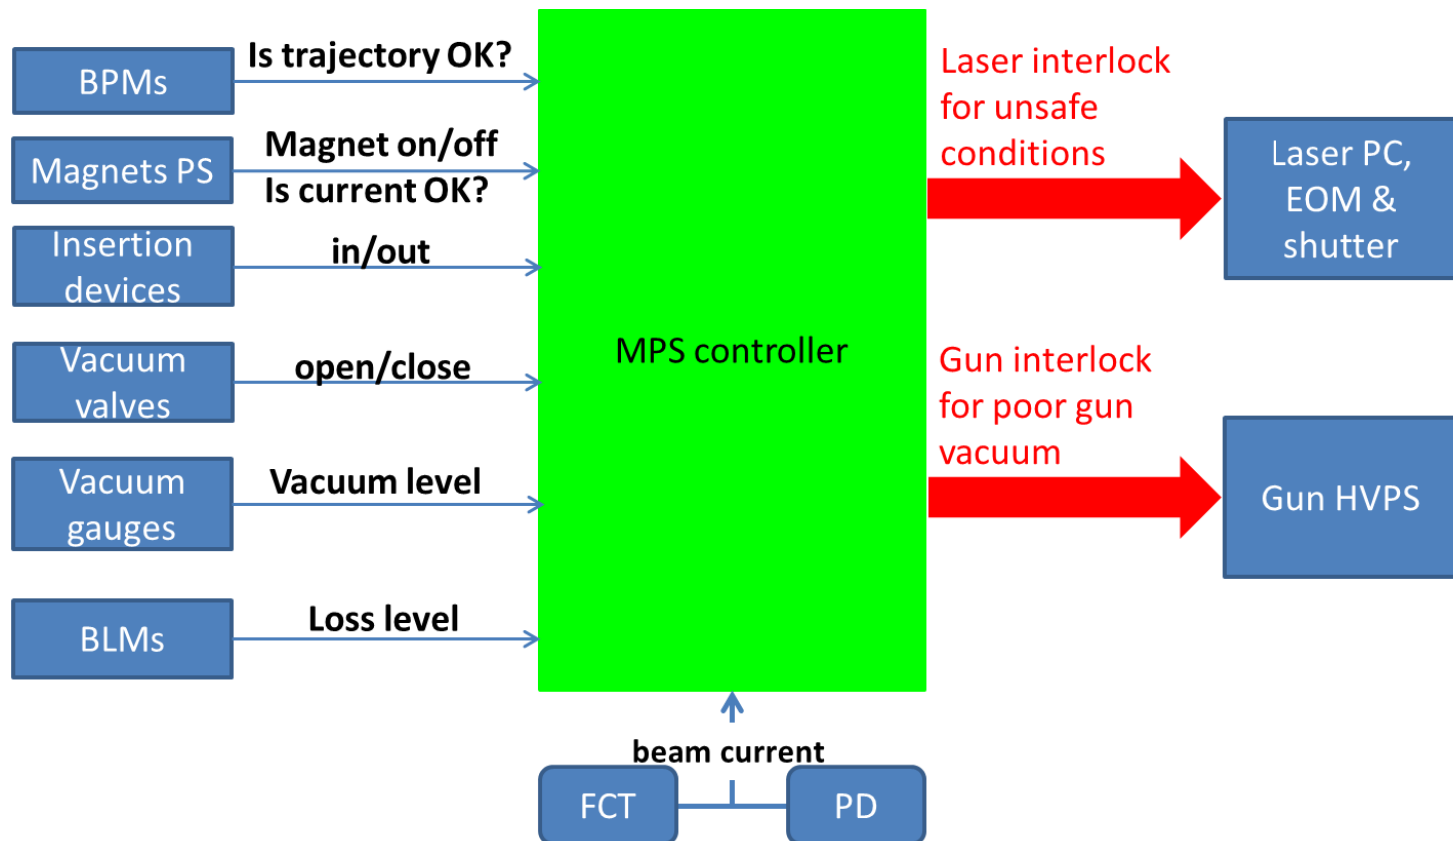 BPMs
Is trajectory OK?
Magnets PS
Magnet on/off
Is current OK?
Insertion
devices
in/out
Vacuum
valves
open/close
Vacuum
gauges
Vacuum level
BLMs
Loss level
MPS controller
beam current
FCT
PD
Laser interlock
for unsafe
conditions
Laser PC,
EOM &
shutter
Gun interlock
for poor gun
vacuum
Gun HVPS